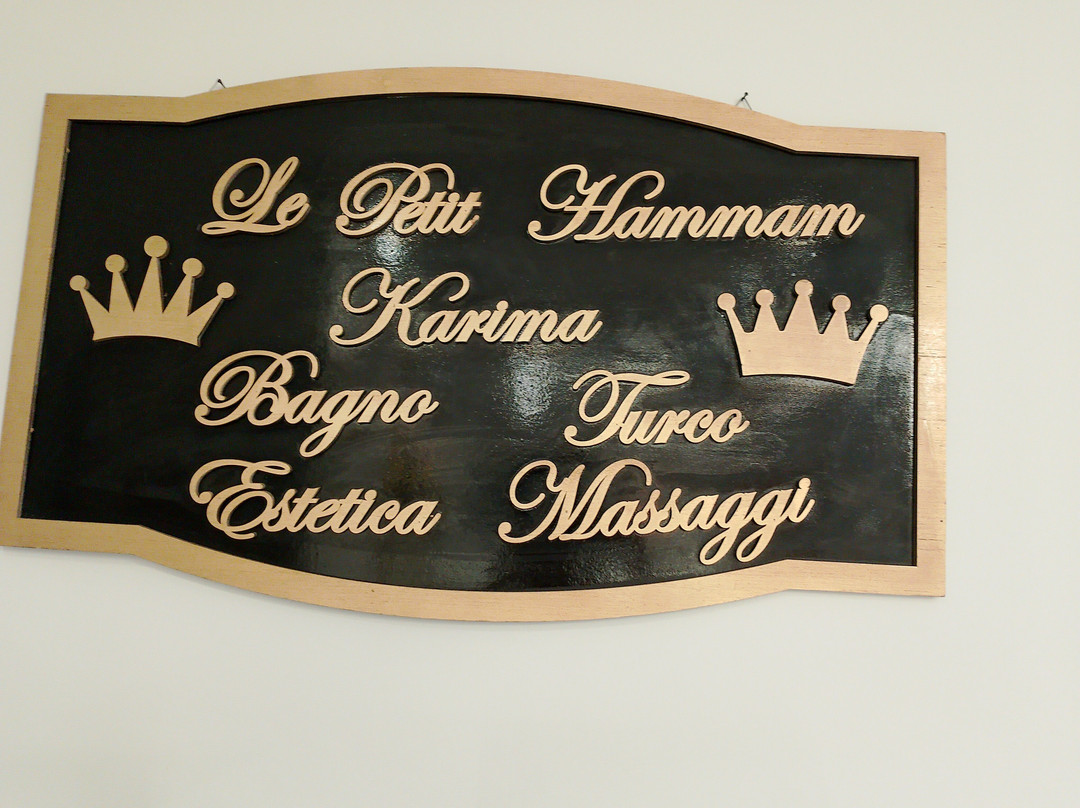 Le Petit Hammam
Karima
Bagno Turco
Estetica Massaggi